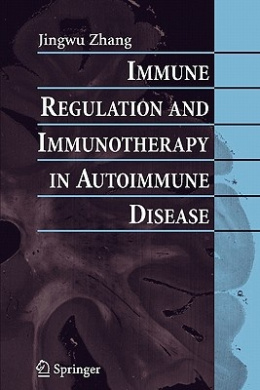 Jingwu Zhang
IMMUNE
REGULATION AND
IMMUNOTHERAPY
IN AUTOIMMUNE
DISEASE
Springer